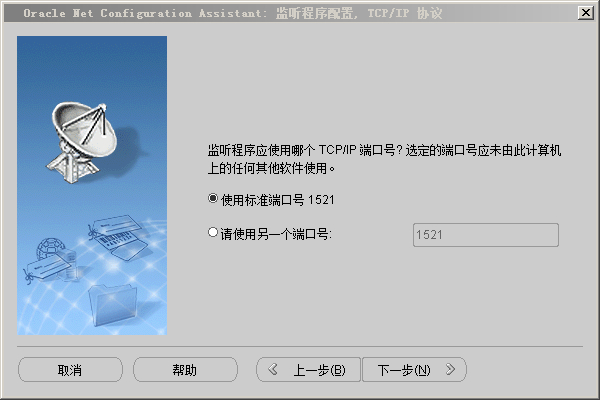 Oracle Net Configuration Assistant: 监听程序配置, TCP/IP 协议
监听程序应使用哪个 TCP/IP 端口号? 选定的端口号应未由此计算机
上的任何其他软件使用。
使用标准端口号 1521
请使用另一个端口号:
1521
取消
帮助
上一步(B)
下一步(N)